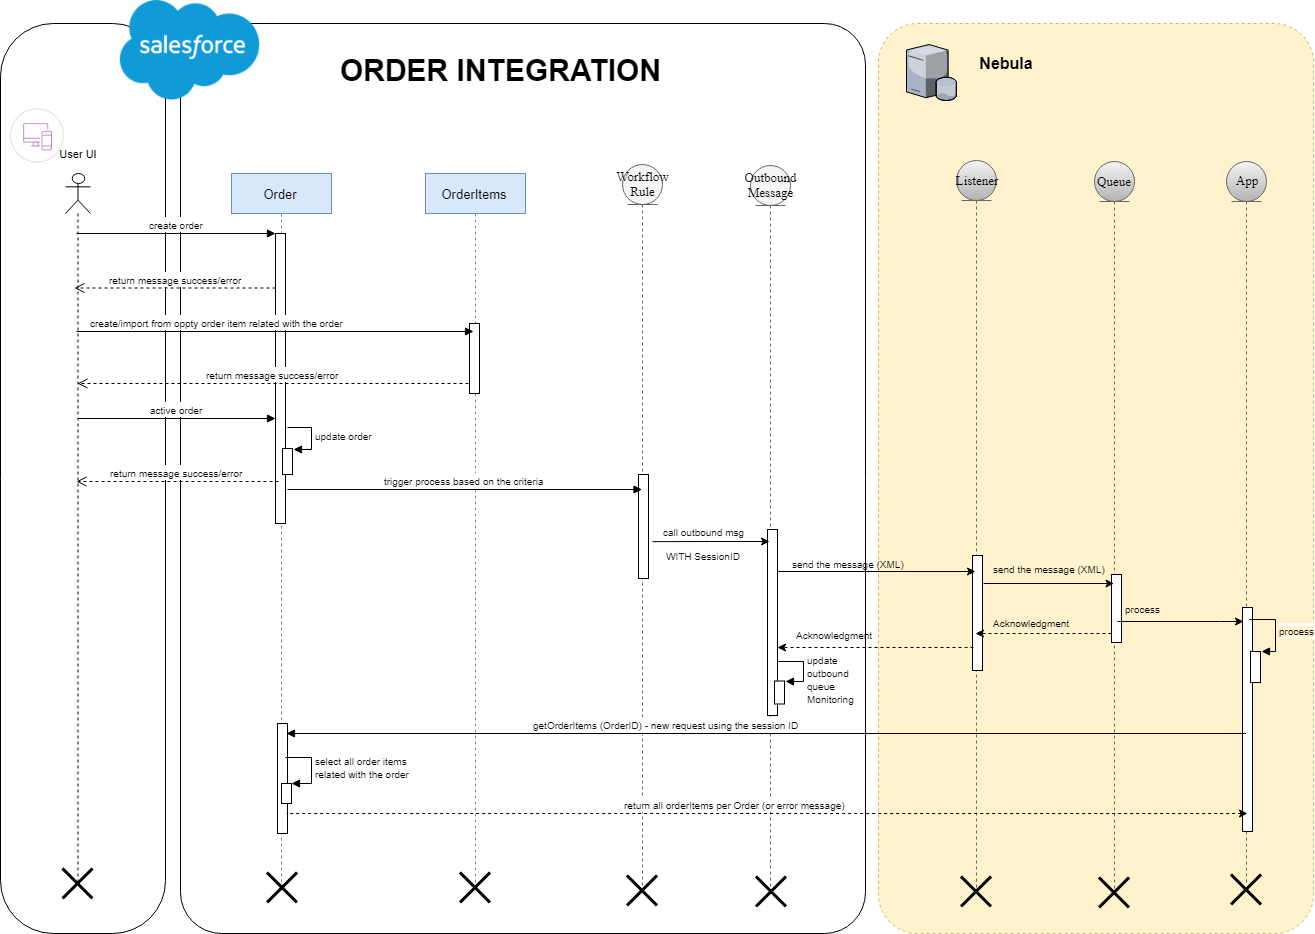 salesforce
ORDER INTEGRATION
Nebula
User UI
Order
OrderItems
Workflow
Rule
Outbound
Message
Listener
Queue
App
create order
return message success/error
create/import from oppty order item related with the order
return message success/error
active order
update order
return message success/error
trigger process based on the criteria
call outbound msg
WITH SessionID
send the message (XML)
send the message (XML)
process
Acknowledgment
process
Acknowledgment
update
outbound
queue
Monitoring
getOrderItems (OrderID) - new request using the session ID
select all order items
related with the order
return all orderItems per Order (or error message)